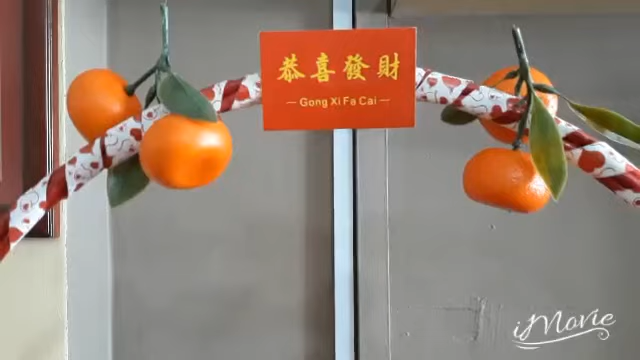 恭喜發財
— Gong Xi Fa Cai —
iMovie